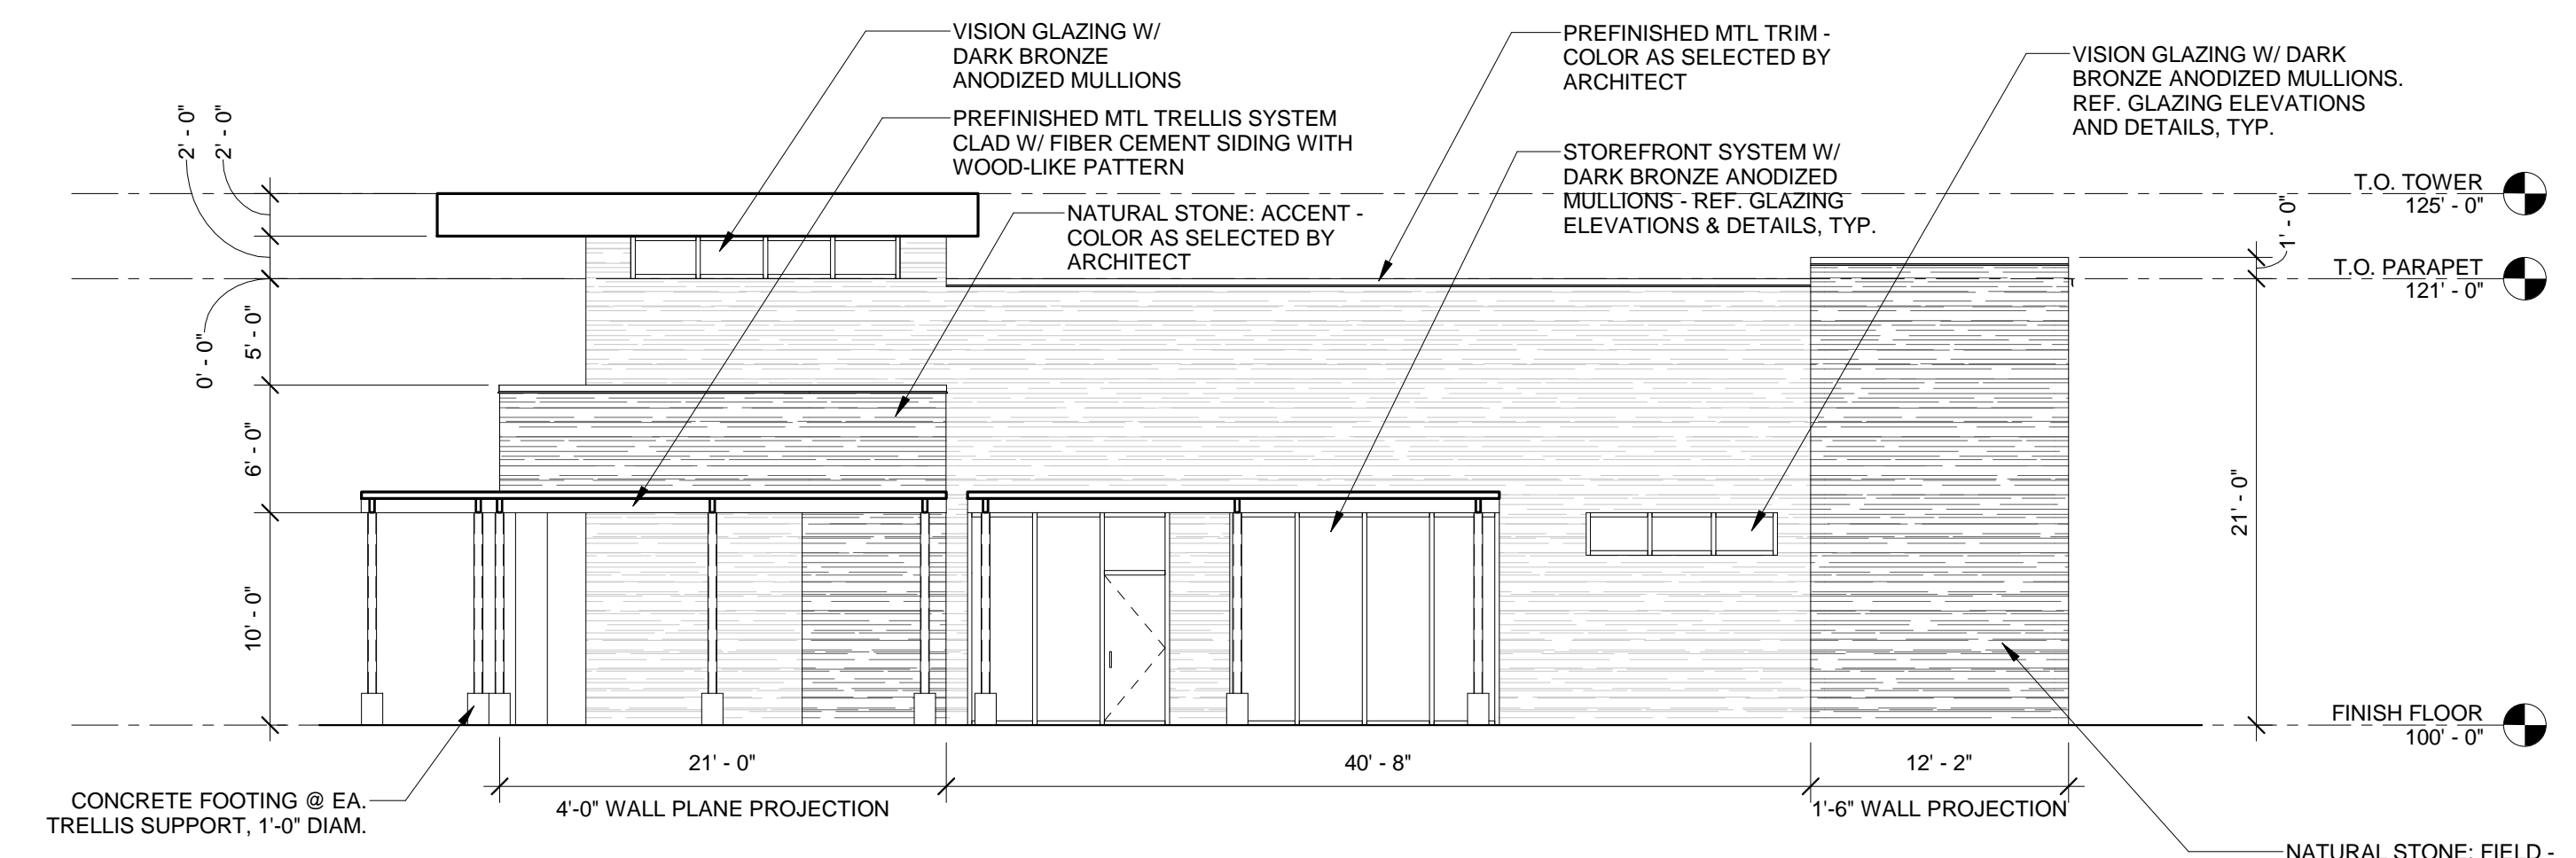 VISION GLAZING W/
DARK BRONZE
ANODIZED MULLIONS
PREFINISHED MTL TRELLIS SYSTEM
CLAD W/ FIBER CEMENT SIDING WITH
WOOD-LIKE PATTERN
NATURAL STONE: ACCENT -
COLOR AS SELECTED BY
ARCHITECT
PREFINISHED MTL TRIM -
COLOR AS SELECTED BY
ARCHITECT
STOREFRONT SYSTEM W/
DARK BRONZE ANODIZED
MULLIONS - REF. GLAZING
ELEVATIONS & DETAILS, TYP.
VISION GLAZING W/ DARK
BRONZE ANODIZED MULLIONS.
REF. GLAZING ELEVATIONS
AND DETAILS, TYP.
T.O. TOWER
125' - 0"
T.O. PARAPET
121' - 0"
FINISH FLOOR
100' - 0"
2' - 0"
2' - 0"
0' - 0"
5' - 0"
6' - 0"
10' - 0"
1' - 0"
21' - 0"
21' - 0"
40' - 8"
12' - 2"
4'-0" WALL PLANE PROJECTION
1'-6" WALL PROJECTION
CONCRETE FOOTING @ EA.
TRELLIS SUPPORT, 1'-0" DIAM.
NATURAL STONE: FIELD -